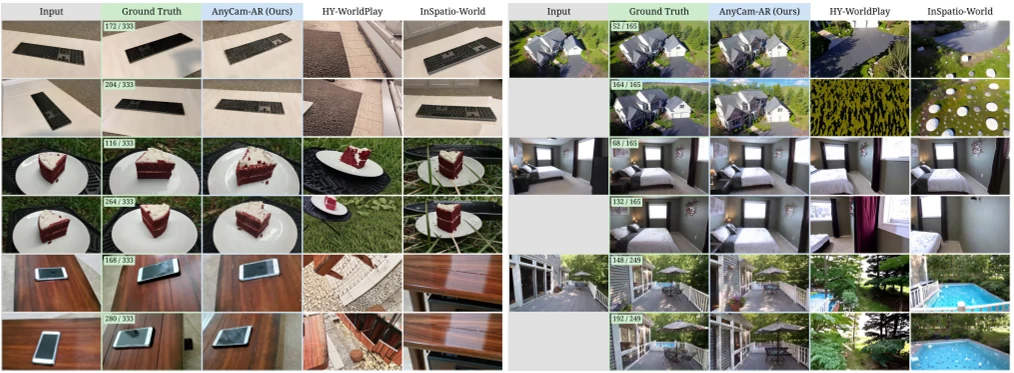 Input Ground Truth AnyCam-AR (Ours) HY-WorldPlay InSpatio-World Input Ground Truth AnyCam-AR (Ours) HY-WorldPlay InSpatio-World
172 / 333 52 / 165
204 / 333 164 / 165
116 / 333 68 / 165
264 / 333 132 / 165
168 / 333 148 / 249
280 / 333 192 / 249